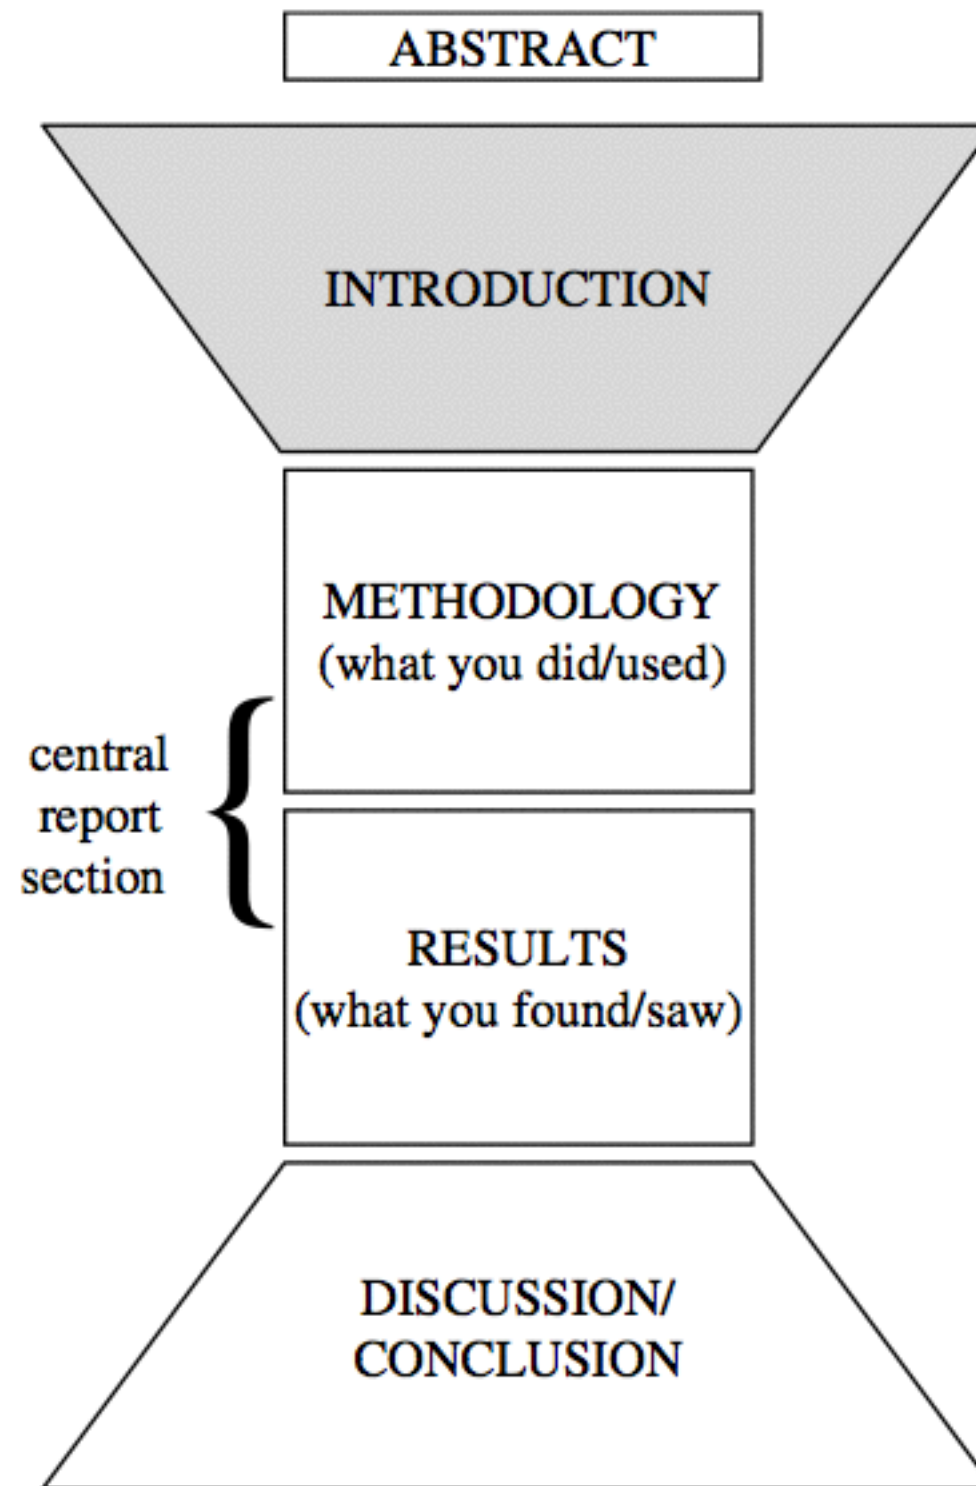 ABSTRACT
INTRODUCTION
METHODOLOGY
(what you did/used)
central
report
section
RESULTS
(what you found/saw)
DISCUSSION/
CONCLUSION